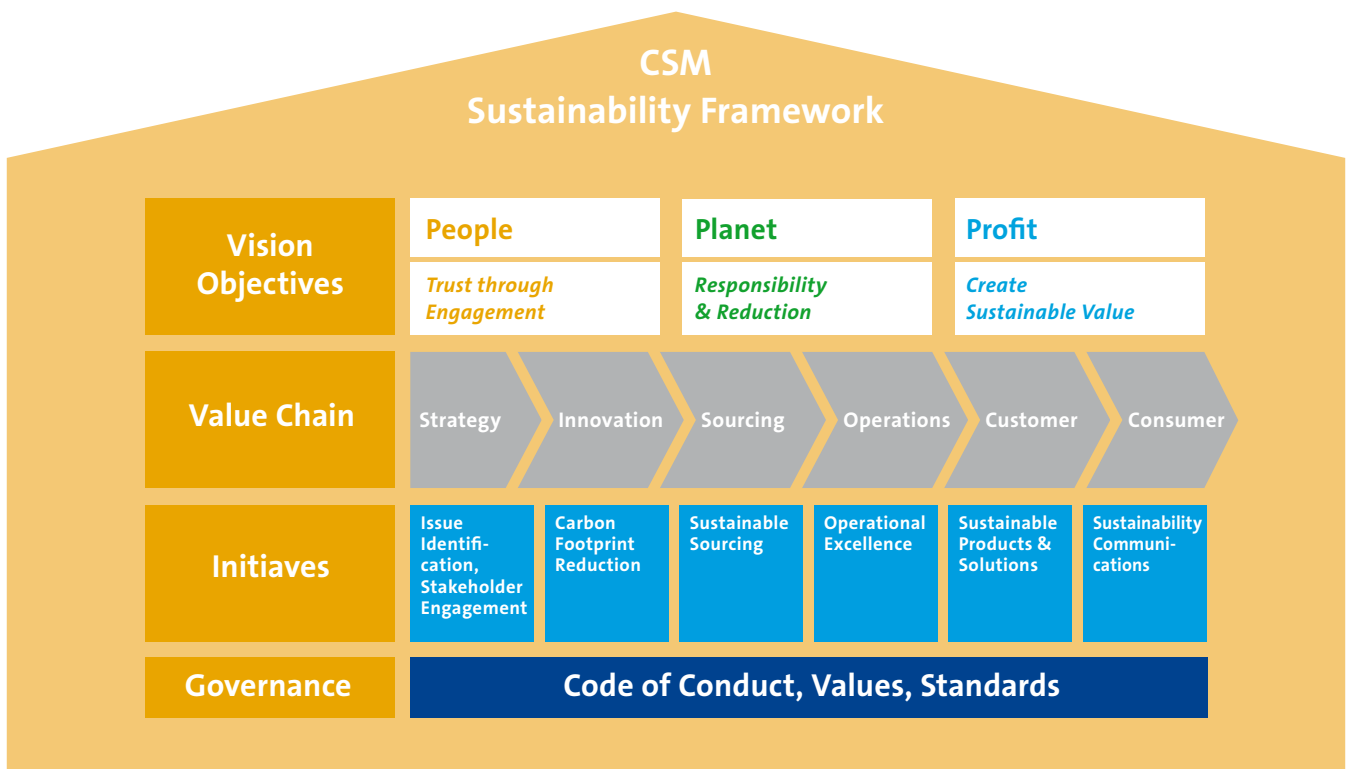 CSM
Sustainability Framework
Vision
Objectives
People
Planet
Profit
Trust through
Engagement
Responsibility
& Reduction
Create
Sustainable Value
Value Chain
Strategy
Innovation
Sourcing
Operations
Customer
Consumer
Initiaves
Issue
Identifi-
cation,
Stakeholder
Engagement
Carbon
Footprint
Reduction
Sustainable
Sourcing
Operational
Excellence
Sustainable
Products &
Solutions
Sustainability
Communi-
cations
Governance
Code of Conduct, Values, Standards